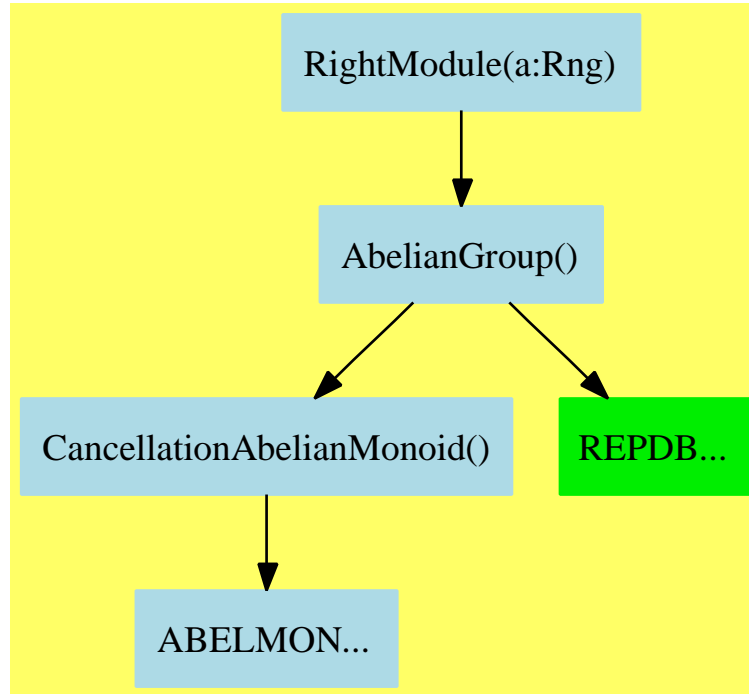 RightModule(a:Rng)
AbelianGroup()
CancellationAbelianMonoid()
REPDB...
ABELMON...